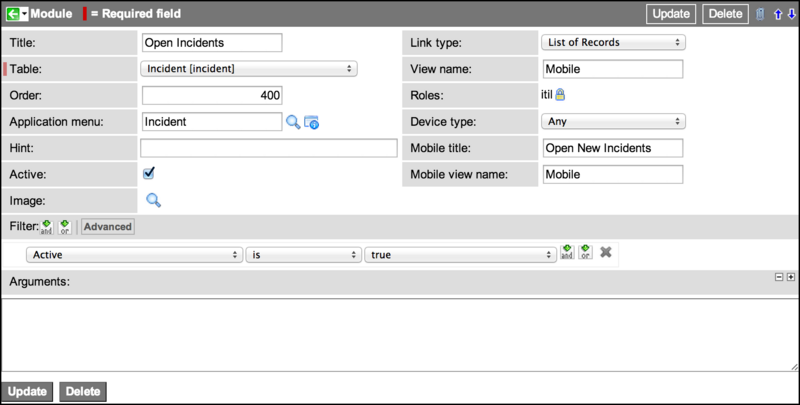 Module = Required field Update Delete
Title: Open Incidents Link type: List of Records
Table: Incident [incident] View name: Mobile
Order: 400 Roles: itil
Application menu: Incident Device type: Any
Hint: Mobile title: Open New Incidents
Active: Mobile view name: Mobile
Image:
Filter: and or Advanced
Active is true and or
Arguments:
Update Delete